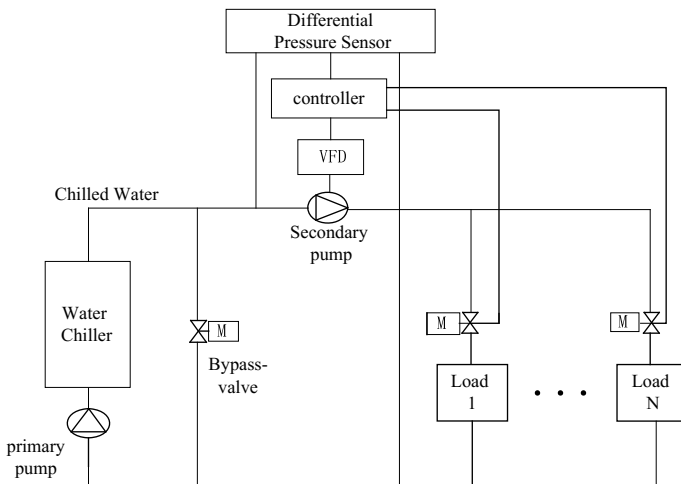 Differential
Pressure Sensor
controller
VFD
Chilled Water
Secondary
pump
Water
Chiller
M
Bypass-
valve
M
M
Load
1
Load
N
primary
pump